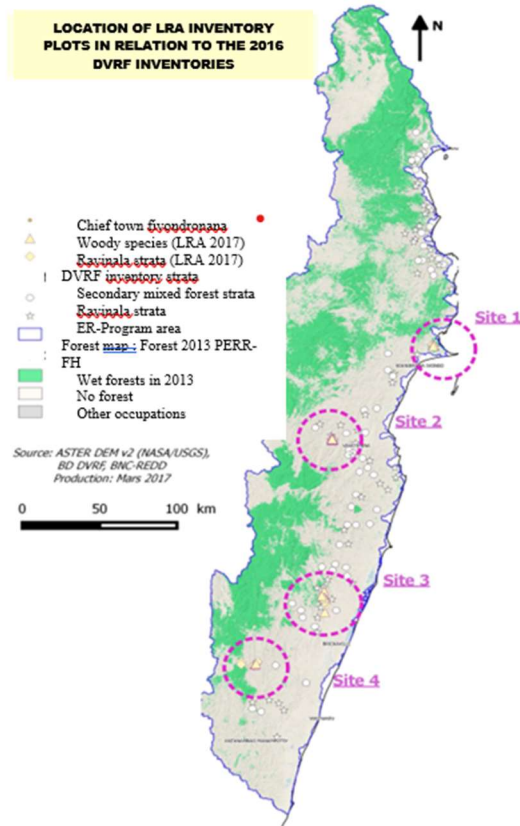 LOCATION OF LRA INVENTORY
PLOTS IN RELATION TO THE 2016
DVRF INVENTORIES
N
Chief town fivondronana
Woody species (LRA 2017)
Ravinala strata (LRA 2017)
DVRF inventory strata
Secondary mixed forest strata
Ravinala strata
ER-Program area
Forest map : Forest 2013 PERR-
FH
Wet forests in 2013
No forest
Other occupations
Source: ASTER DEM v2 (NASA/USGS),
BD DVRF, BNC-REDD
Production: Mars 2017
0 50 100 km
Site 1
Site 2
Site 3
Site 4